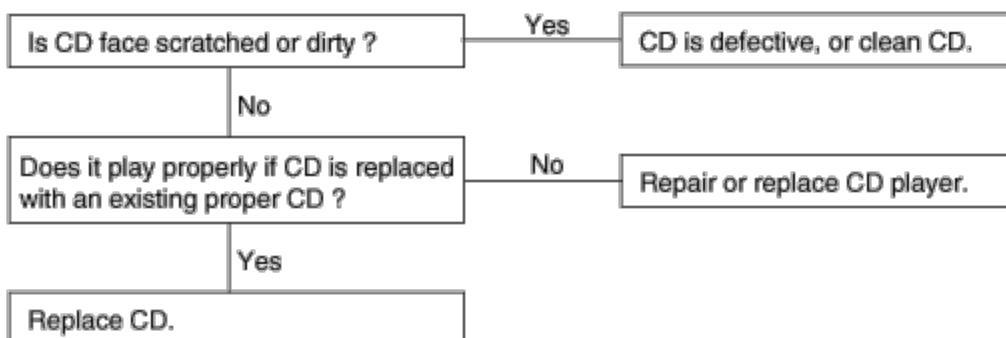 Is CD face scratched or dirty ?
Yes
CD is defective, or clean CD.
No
Does it play properly if CD is replaced
with an existing proper CD ?
No
Repair or replace CD player.
Yes
Replace CD.